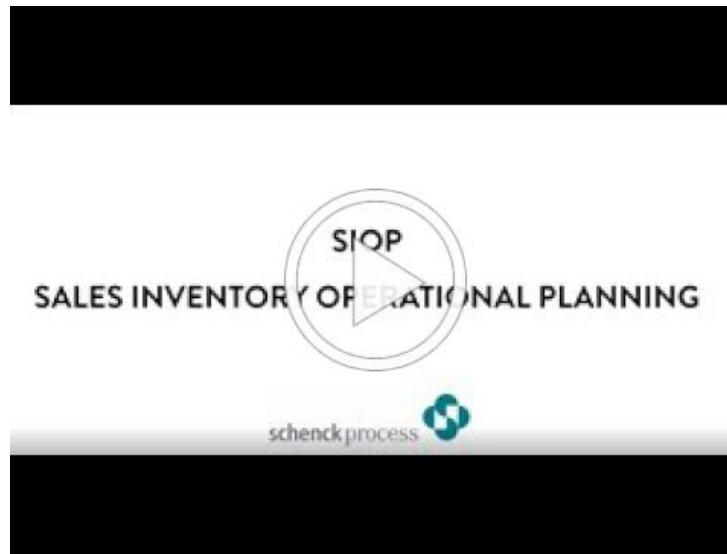 SIOP
SALES INVENTORY OPERATIONAL PLANNING
schenck process